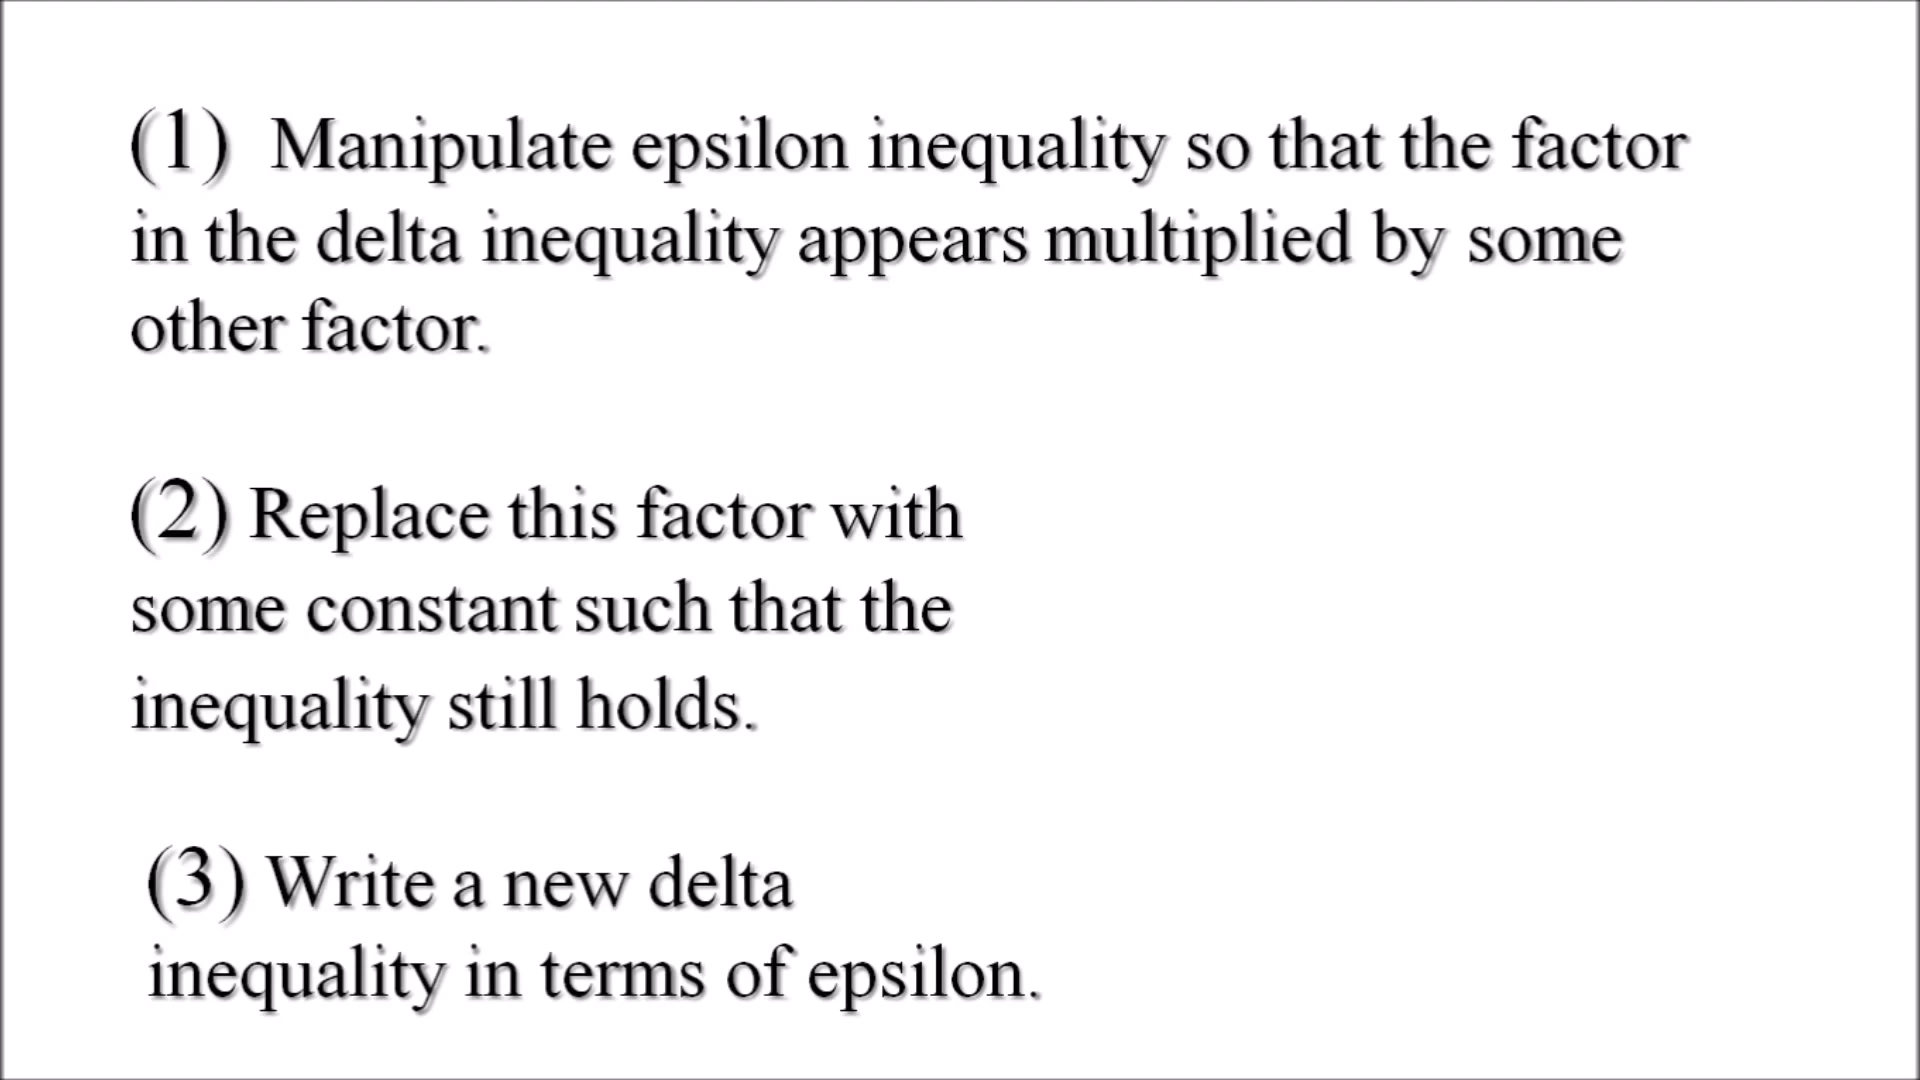 (1) Manipulate epsilon inequality so that the factor
in the delta inequality appears multiplied by some
other factor.
(2) Replace this factor with
some constant such that the
inequality still holds.
(3) Write a new delta
inequality in terms of epsilon.